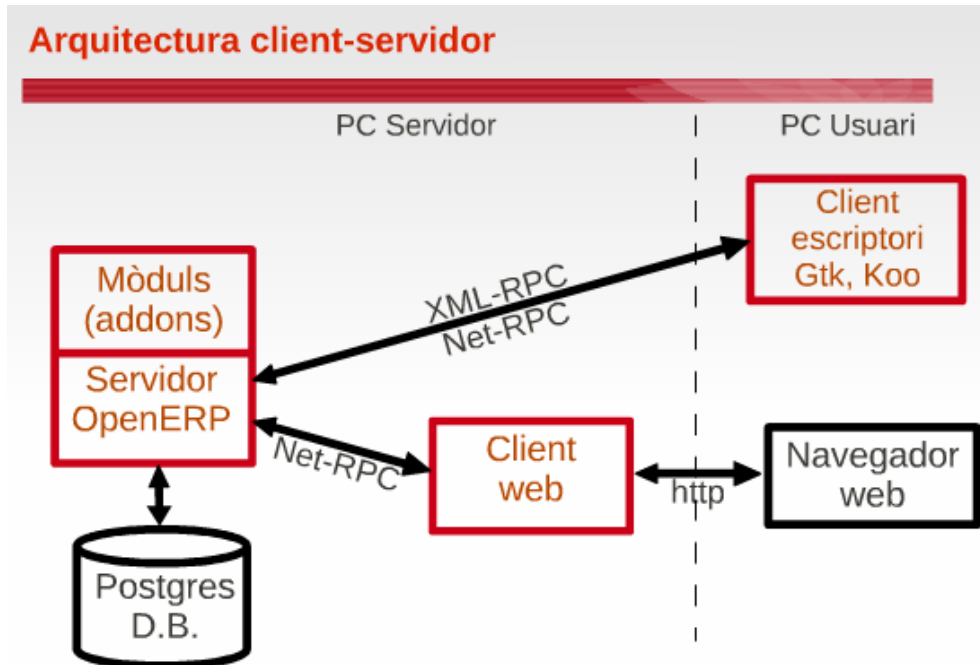 Arquitectura client-servidor
PC Servidor
PC Usuari
Client
escriptori
Gtk, Koo
Mòduls
(addons)
XML-RPC
Net-RPC
Servidor
OpenERP
Net-RPC
Client
web
http
Navegador
web
Postgres
D.B.